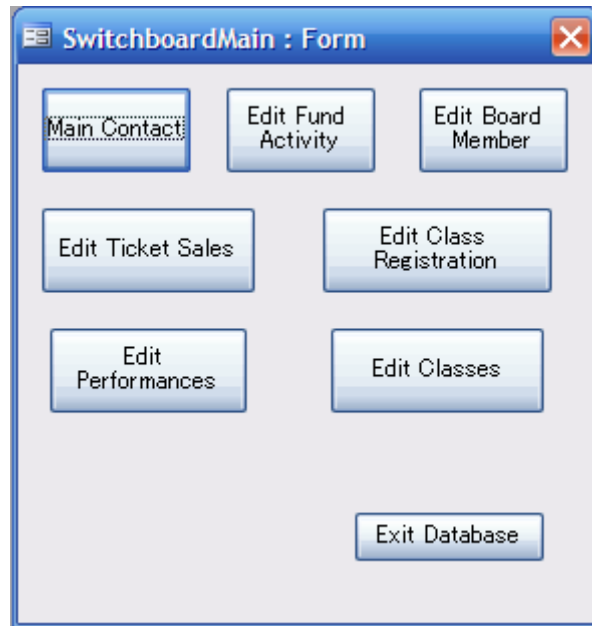 SwitchboardMain : Form
Main Contact
Edit Fund
Activity
Edit Board
Member
Edit Ticket Sales
Edit Class
Registration
Edit
Performances
Edit Classes
Exit Database